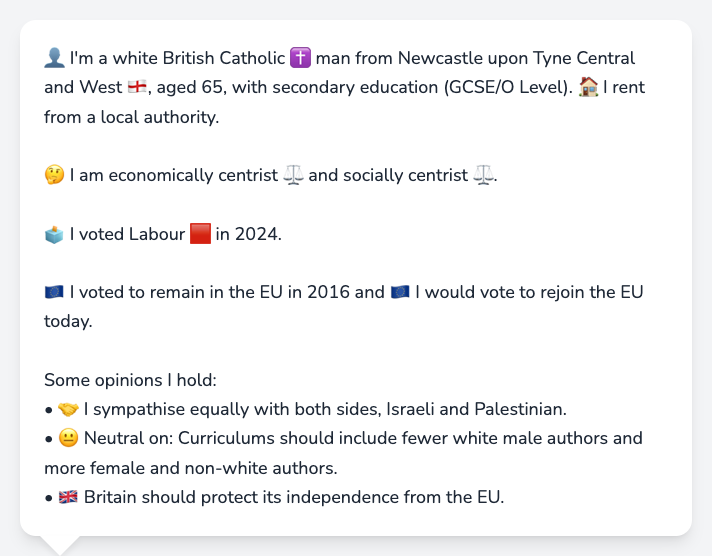 👤 I'm a white British Catholic ✝️ man from Newcastle upon Tyne Central
and West 🏴󠁧󠁢󠁥󠁮󠁧󠁿, aged 65, with secondary education (GCSE/O Level). 🏠 I rent
from a local authority.
🤔 I am economically centrist ⚖️ and socially centrist ⚖️.
🗳️ I voted Labour 🟥 in 2024.
🇪🇺 I voted to remain in the EU in 2016 and 🇪🇺 I would vote to rejoin the EU
today.
Some opinions I hold:
• 🤝 I sympathise equally with both sides, Israeli and Palestinian.
• 😐 Neutral on: Curriculums should include fewer white male authors and
more female and non-white authors.
• 🇬🇧 Britain should protect its independence from the EU.